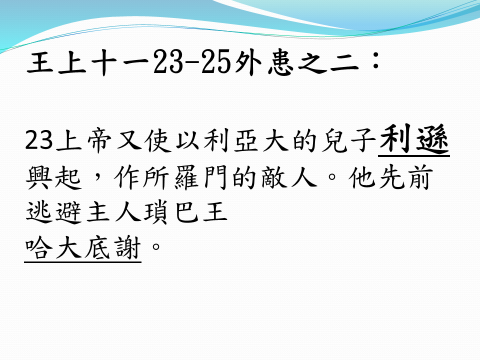 王上十一23-25外患之二：
23上帝又使以利亞大的兒子利遜
興起，作所羅門的敵人。他先前
逃避主人瑣巴王
哈大底謝。